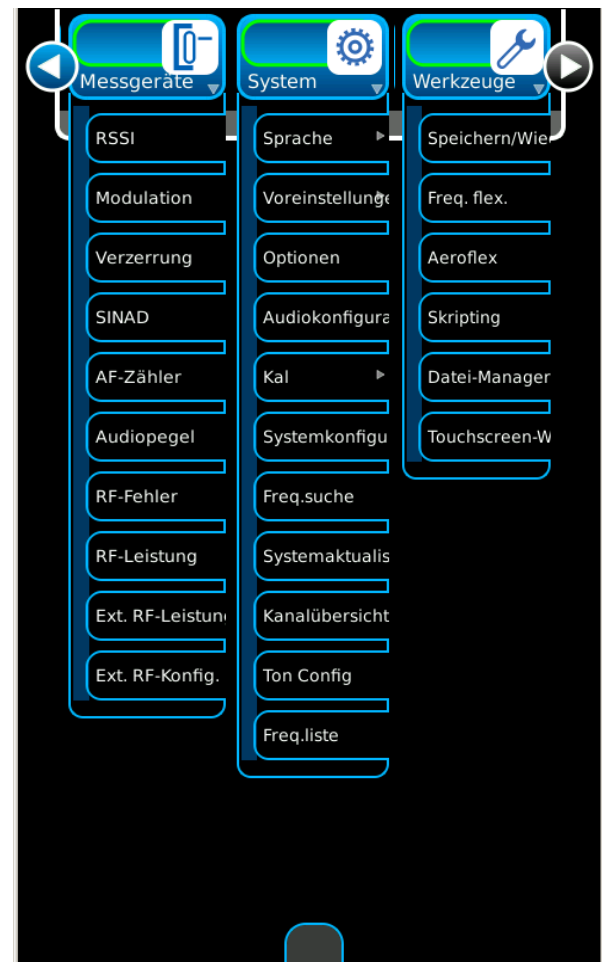 Messgeräte
RSSI
Modulation
Verzerrung
SINAD
AF-Zähler
Audiopegel
RF-Fehler
RF-Leistung
Ext. RF-Leistung
Ext. RF-Konfig.
System
Sprache
Voreinstellunge
Optionen
Audiokonfigura
Kal
Systemkonfigu
Freq.suche
Systemaktualis
Kanalübersicht
Ton Config
Freq.liste
Werkzeuge
Speichern/Wie
Freq. flex.
Aeroflex
Skripting
Datei-Manager
Touchscreen-W